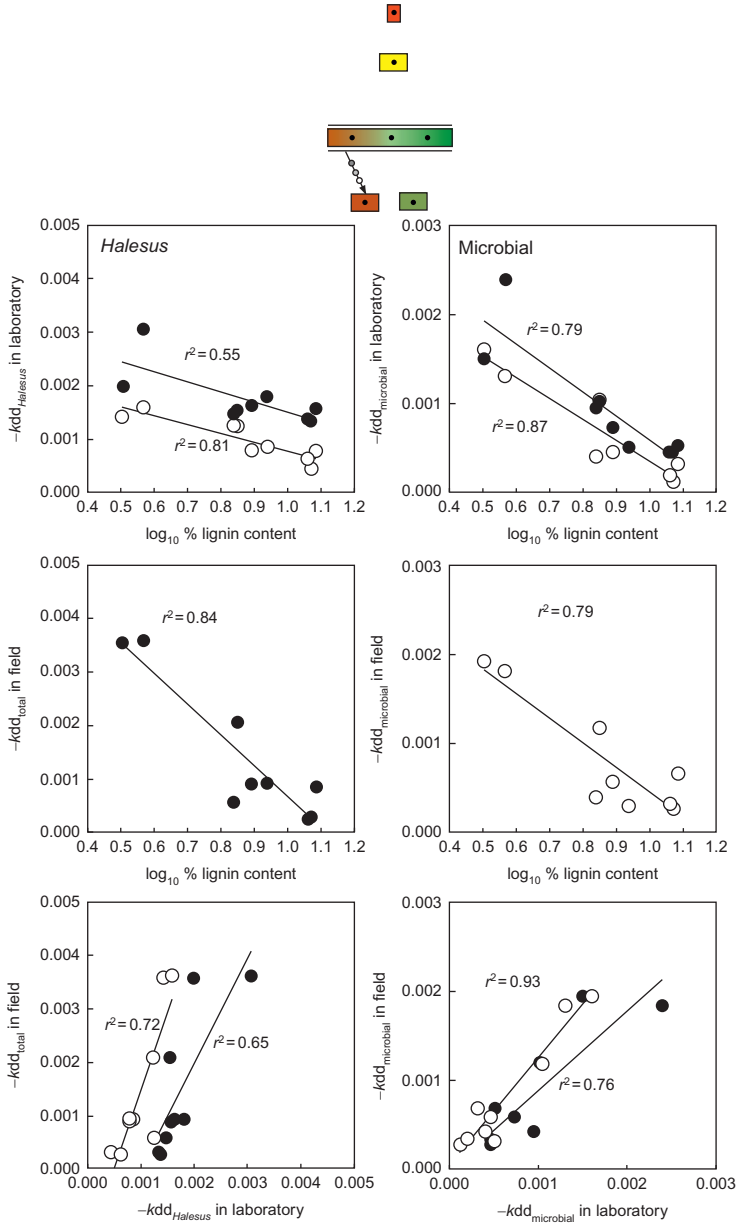 Halesus
−kdd_Halesus in laboratory
0.005
0.004
0.003
0.002
0.001
0.000
r² = 0.55
r² = 0.81
0.4 0.5 0.6 0.7 0.8 0.9 1.0 1.1 1.2
log₁₀ % lignin content
Microbial
−kdd_microbial in laboratory
0.003
0.002
0.001
0.000
r² = 0.79
r² = 0.87
0.4 0.5 0.6 0.7 0.8 0.9 1.0 1.1 1.2
log₁₀ % lignin content
−kdd_total in field
0.005
0.004
0.003
0.002
0.001
0.000
r² = 0.84
0.4 0.5 0.6 0.7 0.8 0.9 1.0 1.1 1.2
log₁₀ % lignin content
−kdd_microbial in field
0.003
0.002
0.001
0.000
r² = 0.79
0.4 0.5 0.6 0.7 0.8 0.9 1.0 1.1 1.2
log₁₀ % lignin content
−kdd_total in field
0.005
0.004
0.003
0.002
0.001
0.000
r² = 0.72
r² = 0.65
0.000 0.001 0.002 0.003 0.004 0.005
−kdd_Halesus in laboratory
−kdd_microbial in field
0.003
0.002
0.001
0.000
r² = 0.93
r² = 0.76
0.000 0.001 0.002 0.003
−kdd_microbial in laboratory